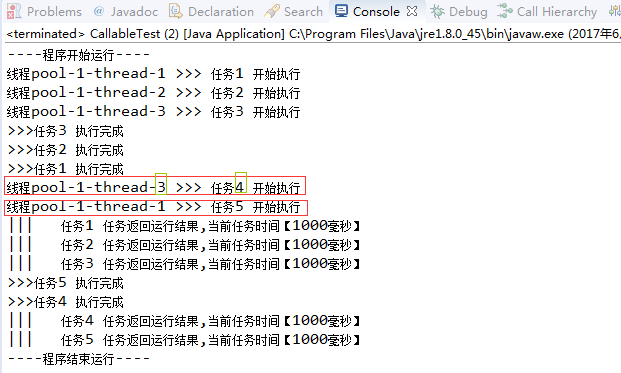 Problems @ Javadoc Declaration Search Console Debug Call Hierarchy
<terminated> CallableTest (2) [Java Application] C:\Program Files\Java\jre1.8.0_45\bin\javaw.exe (2017年6
----程序开始运行----
线程pool-1-thread-1 >>> 任务1 开始执行
线程pool-1-thread-2 >>> 任务2 开始执行
线程pool-1-thread-3 >>> 任务3 开始执行
>>>任务3 执行完成
>>>任务2 执行完成
>>>任务1 执行完成
线程pool-1-thread-3 >>> 任务4 开始执行
线程pool-1-thread-1 >>> 任务5 开始执行
||| 任务1 任务返回运行结果,当前任务时间【1000毫秒】
||| 任务2 任务返回运行结果,当前任务时间【1000毫秒】
||| 任务3 任务返回运行结果,当前任务时间【1000毫秒】
>>>任务5 执行完成
>>>任务4 执行完成
||| 任务4 任务返回运行结果,当前任务时间【1000毫秒】
||| 任务5 任务返回运行结果,当前任务时间【1000毫秒】
----程序结束运行----